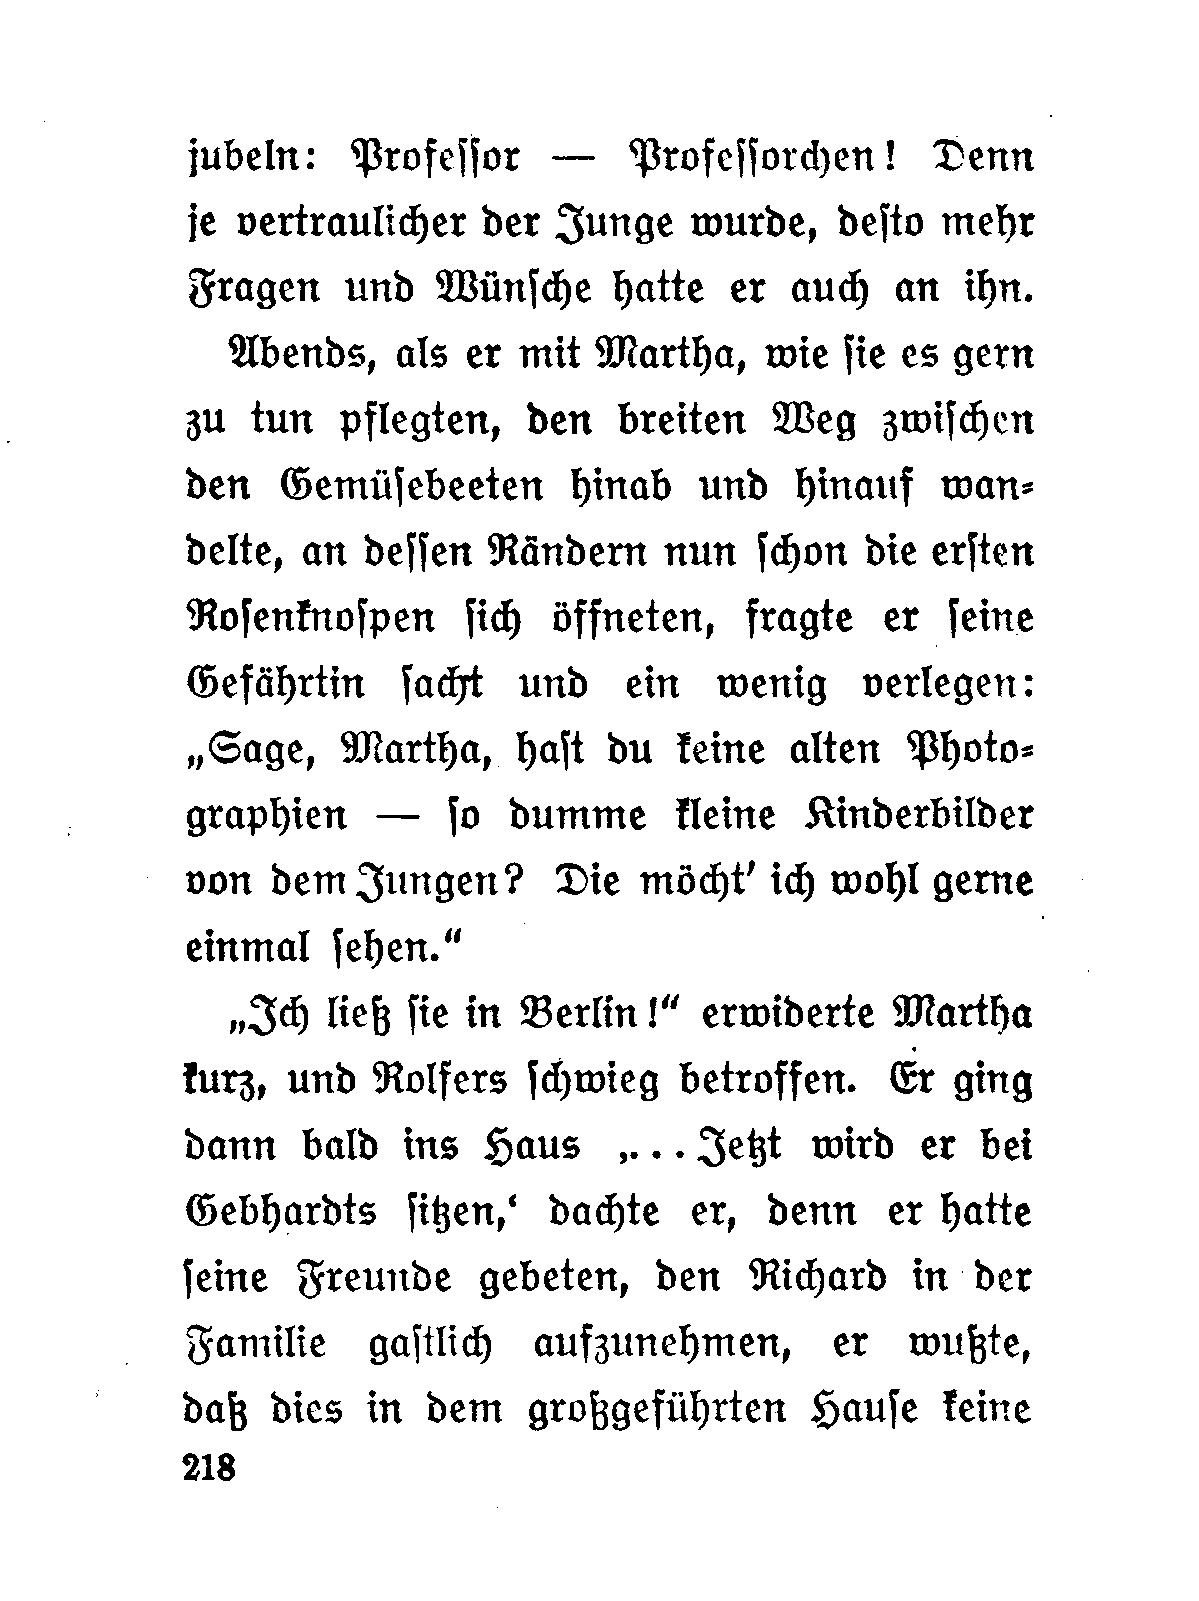 jubeln: Professor — Professorchen! Denn
je vertraulicher der Junge wurde, desto mehr
Fragen und Wünsche hatte er auch an ihn.
Abends, als er mit Martha, wie sie es gern
zu tun pflegten, den breiten Weg zwischen
den Gemüsebeeten hinab und hinauf wan-
delte, an dessen Rändern nun schon die ersten
Rosenknospen sich öffneten, fragte er seine
Gefährtin sacht und ein wenig verlegen:
„Sage, Martha, hast du keine alten Photo-
graphien — so dumme kleine Kinderbilder
von dem Jungen? Die möcht' ich wohl gerne
einmal sehen.“
„Ich ließ sie in Berlin!“ erwiderte Martha
kurz, und Rolfers schwieg betroffen. Er ging
dann bald ins Haus ‚... Jetzt wird er bei
Gebhardts sitzen,‘ dachte er, denn er hatte
seine Freunde gebeten, den Richard in der
Familie gastlich aufzunehmen, er wußte,
daß dies in dem großgeführten Hause keine
218